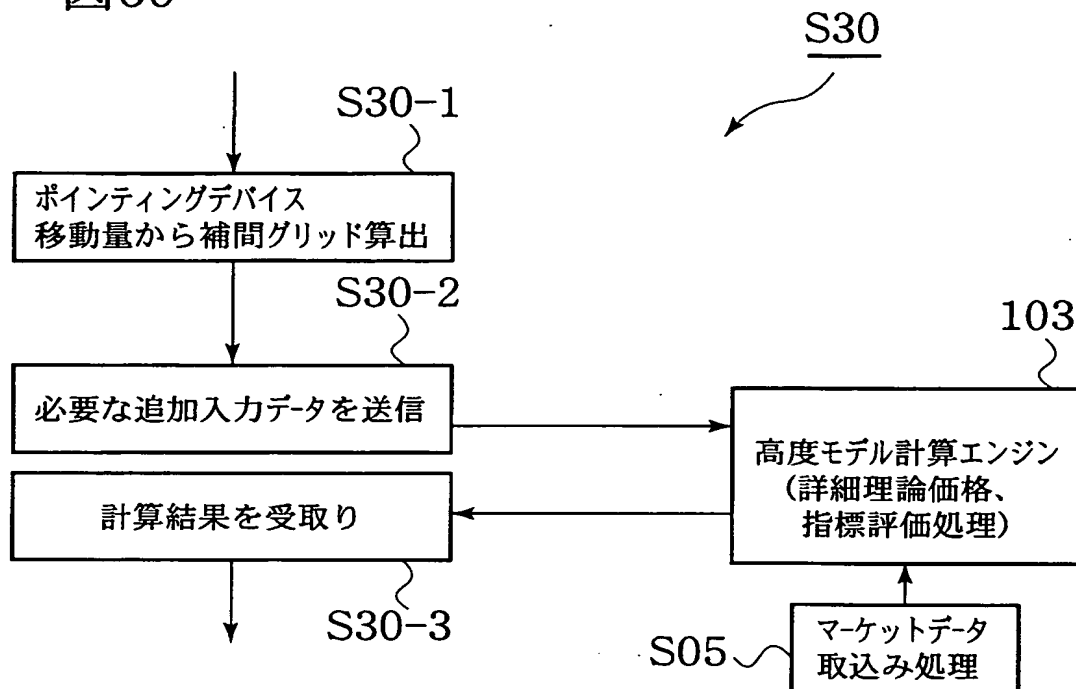 S30
S30-1
ポインティングデバイス
移動量から補間グリッド算出
S30-2
必要な追加入力データを送信
103
高度モデル計算エンジン
(詳細理論価格、
指標評価処理)
計算結果を受取り
S30-3
S05
マーケットデータ
取込み処理